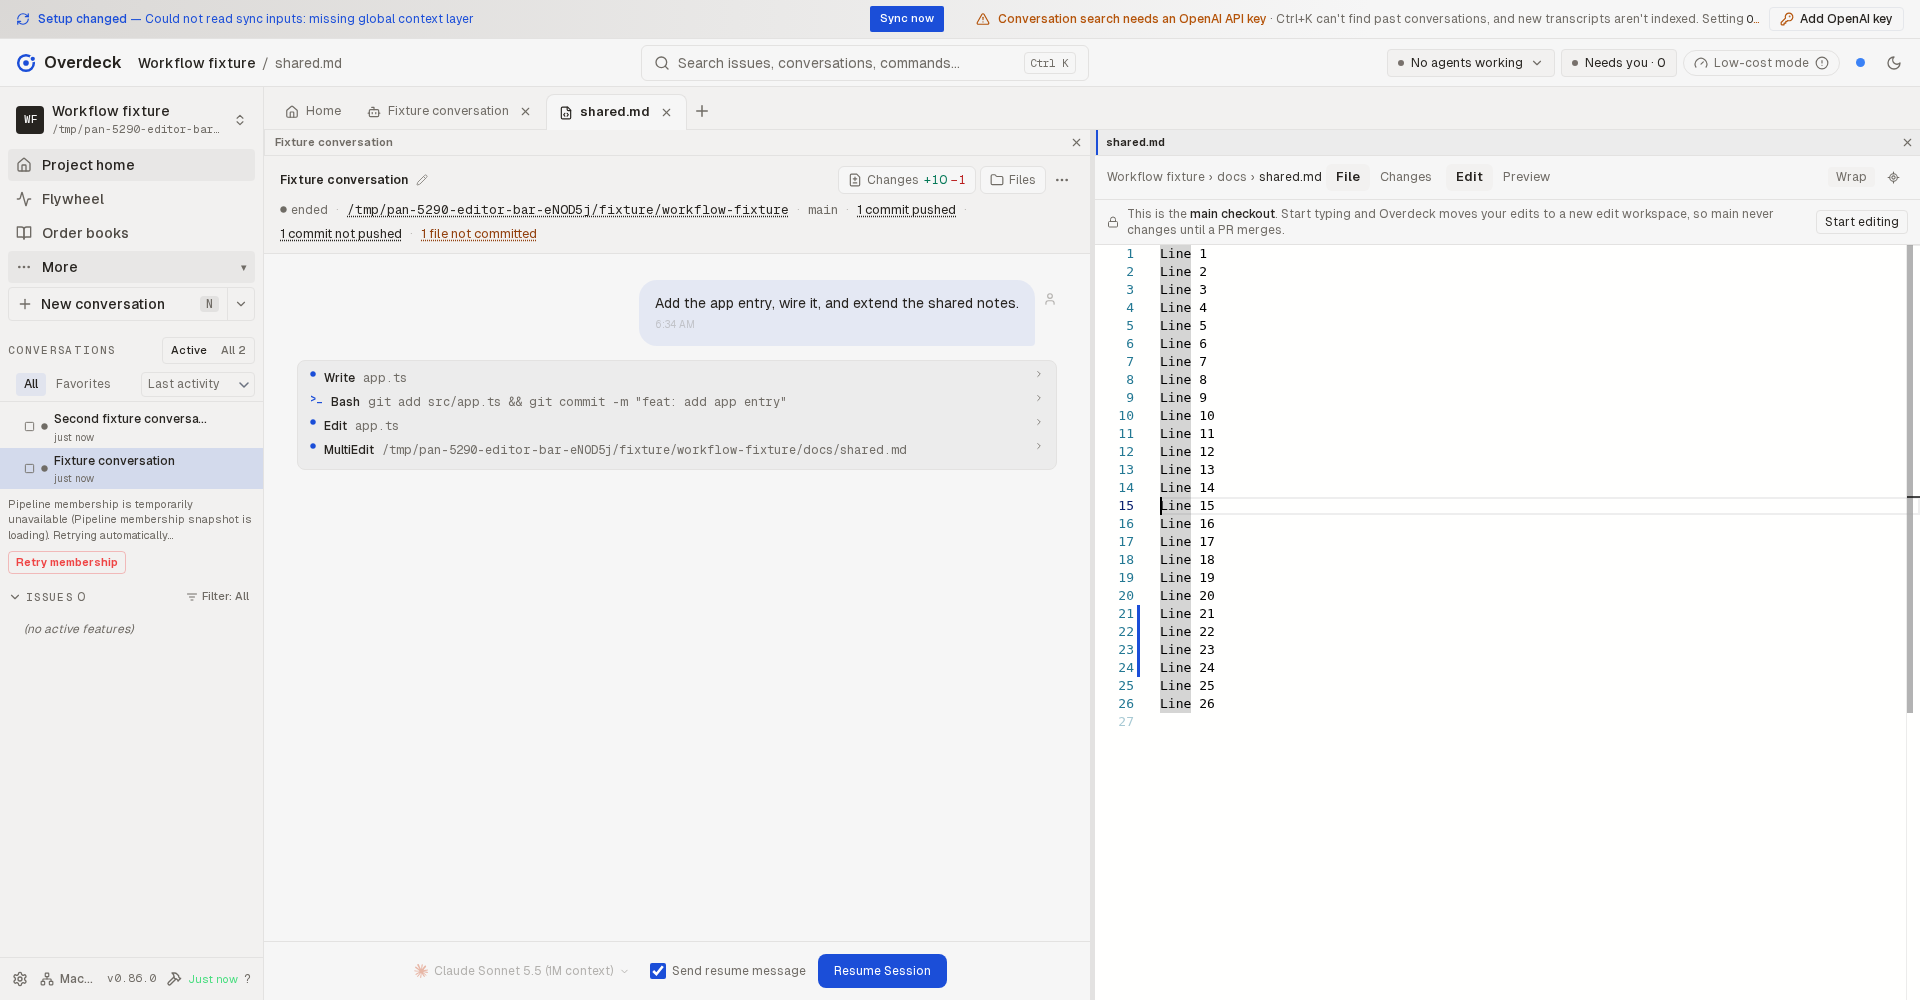 Setup changed — Could not read sync inputs: missing global context layer
Sync now
Conversation search needs an OpenAI API key · Ctrl+K can't find past conversations, and new transcripts aren't indexed. Setting o…
Add OpenAI key
Overdeck
Workflow fixture / shared.md
Search issues, conversations, commands...
Ctrl K
No agents working
Needs you · 0
Low-cost mode
WF
Workflow fixture
/tmp/pan-5290-editor-bar…
Project home
Flywheel
Order books
More
New conversation N
CONVERSATIONS
Active All 2
All Favorites
Last activity
Second fixture conversa...
just now
Fixture conversation
just now
Pipeline membership is temporarily
unavailable (Pipeline membership snapshot is
loading). Retrying automatically…
Retry membership
ISSUES 0
Filter: All
(no active features)
Mac...
v0.86.0
Just now ?
Home
Fixture conversation
shared.md
Fixture conversation
Fixture conversation
Changes +10 −1
Files
ended · /tmp/pan-5290-editor-bar-eNOD5j/fixture/workflow-fixture · main · 1 commit pushed ·
1 commit not pushed · 1 file not committed
Add the app entry, wire it, and extend the shared notes.
6:34 AM
Write app.ts
>_ Bash git add src/app.ts && git commit -m "feat: add app entry"
Edit app.ts
MultiEdit /tmp/pan-5290-editor-bar-eNOD5j/fixture/workflow-fixture/docs/shared.md
Claude Sonnet 5.5 (1M context)
Send resume message
Resume Session
shared.md
Workflow fixture › docs › shared.md
File Changes
Edit Preview
Wrap
This is the main checkout. Start typing and Overdeck moves your edits to a new edit workspace, so main never
changes until a PR merges.
Start editing
1 Line 1
2 Line 2
3 Line 3
4 Line 4
5 Line 5
6 Line 6
7 Line 7
8 Line 8
9 Line 9
10 Line 10
11 Line 11
12 Line 12
13 Line 13
14 Line 14
15 Line 15
16 Line 16
17 Line 17
18 Line 18
19 Line 19
20 Line 20
21 Line 21
22 Line 22
23 Line 23
24 Line 24
25 Line 25
26 Line 26
27